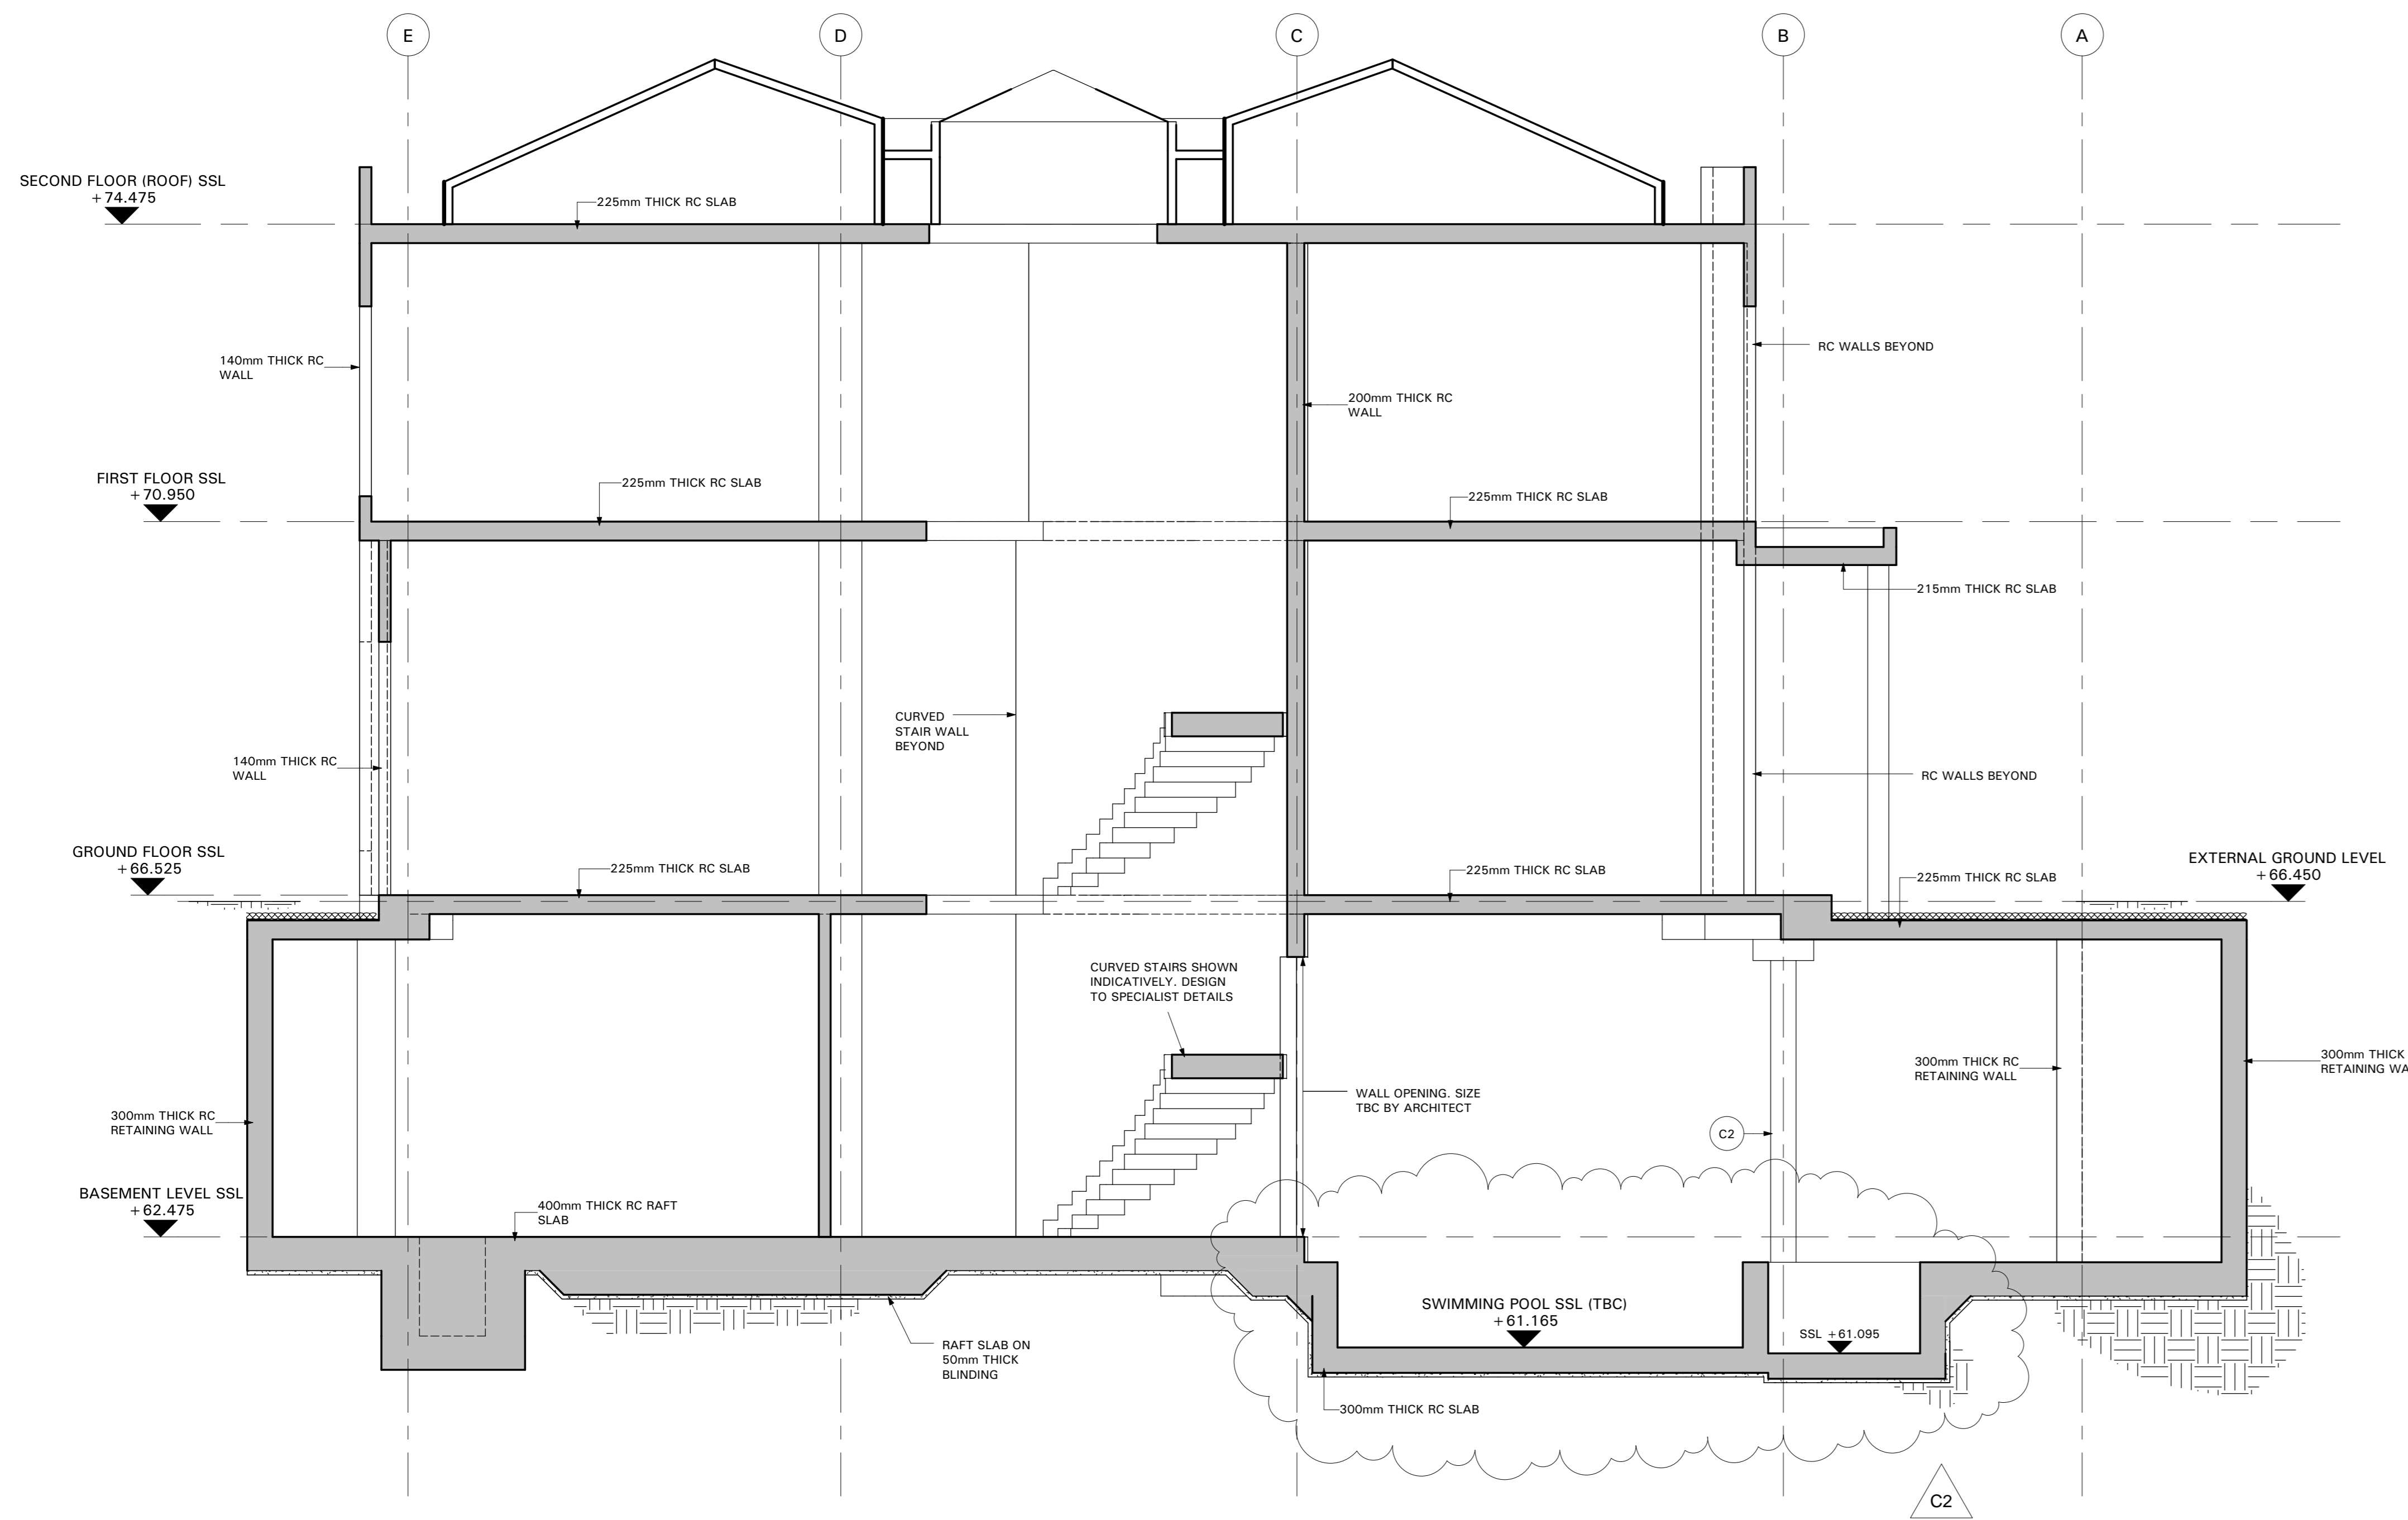 E
D
C
B
A
SECOND FLOOR (ROOF) SSL
+74.475
225mm THICK RC SLAB
140mm THICK RC
WALL
RC WALLS BEYOND
200mm THICK RC
WALL
FIRST FLOOR SSL
+70.950
225mm THICK RC SLAB
225mm THICK RC SLAB
215mm THICK RC SLAB
CURVED
STAIR WALL
BEYOND
140mm THICK RC
WALL
RC WALLS BEYOND
GROUND FLOOR SSL
+66.525
225mm THICK RC SLAB
225mm THICK RC SLAB
225mm THICK RC SLAB
EXTERNAL GROUND LEVEL
+66.450
CURVED STAIRS SHOWN
INDICATIVELY. DESIGN
TO SPECIALIST DETAILS
300mm THICK RC
RETAINING WALL
300mm THICK
RETAINING WA
WALL OPENING. SIZE
TBC BY ARCHITECT
300mm THICK RC
RETAINING WALL
C2
BASEMENT LEVEL SSL
+62.475
400mm THICK RC RAFT
SLAB
SWIMMING POOL SSL (TBC)
+61.165
SSL +61.095
RAFT SLAB ON
50mm THICK
BLINDING
300mm THICK RC SLAB
C2